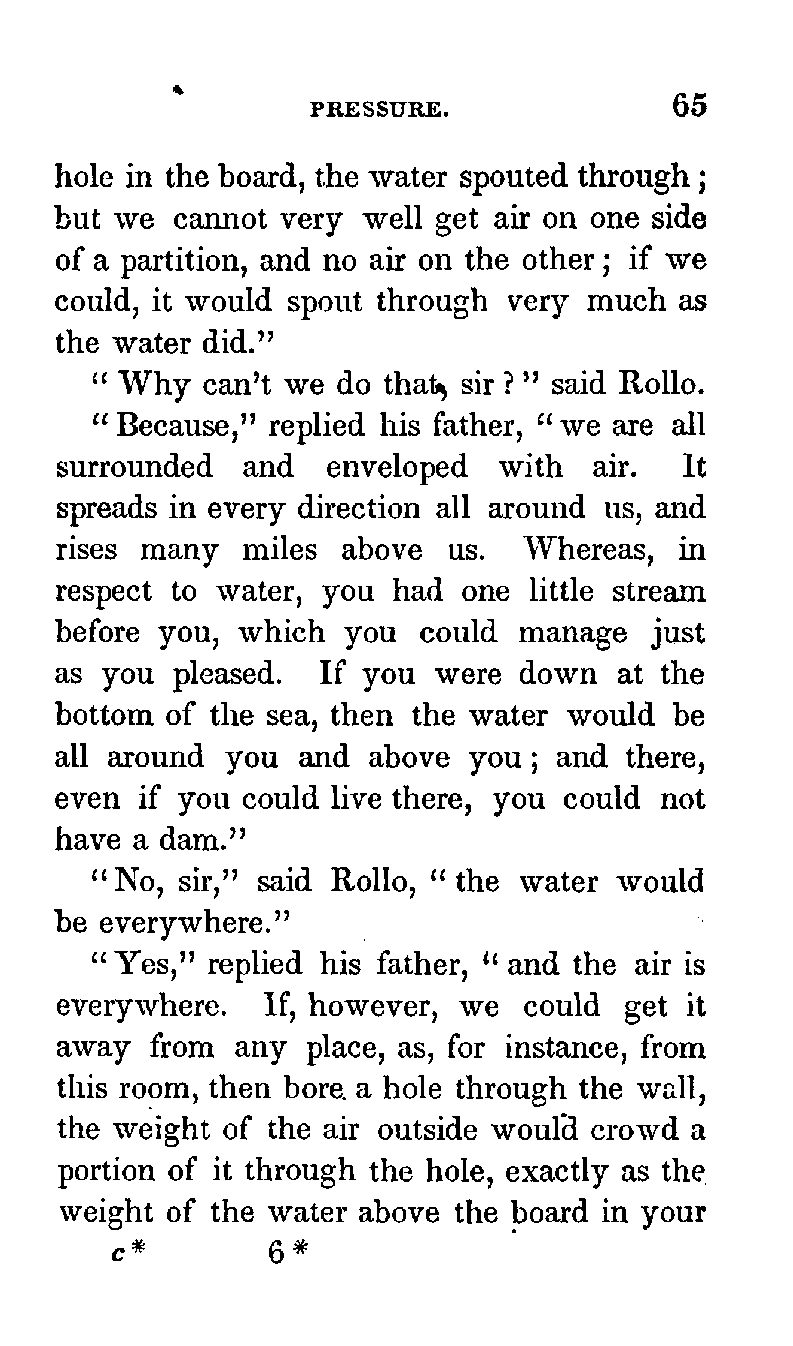 PRESSURE. 65
hole in the board, the water spouted through;
but we cannot very well get air on one side
of a partition, and no air on the other; if we
could, it would spout through very much as
the water did."
"Why can't we do that, sir?" said Rollo.
"Because," replied his father, "we are all
surrounded and enveloped with air. It
spreads in every direction all around us, and
rises many miles above us. Whereas, in
respect to water, you had one little stream
before you, which you could manage just
as you pleased. If you were down at the
bottom of the sea, then the water would be
all around you and above you; and there,
even if you could live there, you could not
have a dam."
"No, sir," said Rollo, "the water would
be everywhere."
"Yes," replied his father, "and the air is
everywhere. If, however, we could get it
away from any place, as, for instance, from
this room, then bore a hole through the wall,
the weight of the air outside would crowd a
portion of it through the hole, exactly as the
weight of the water above the board in your
c* 6*